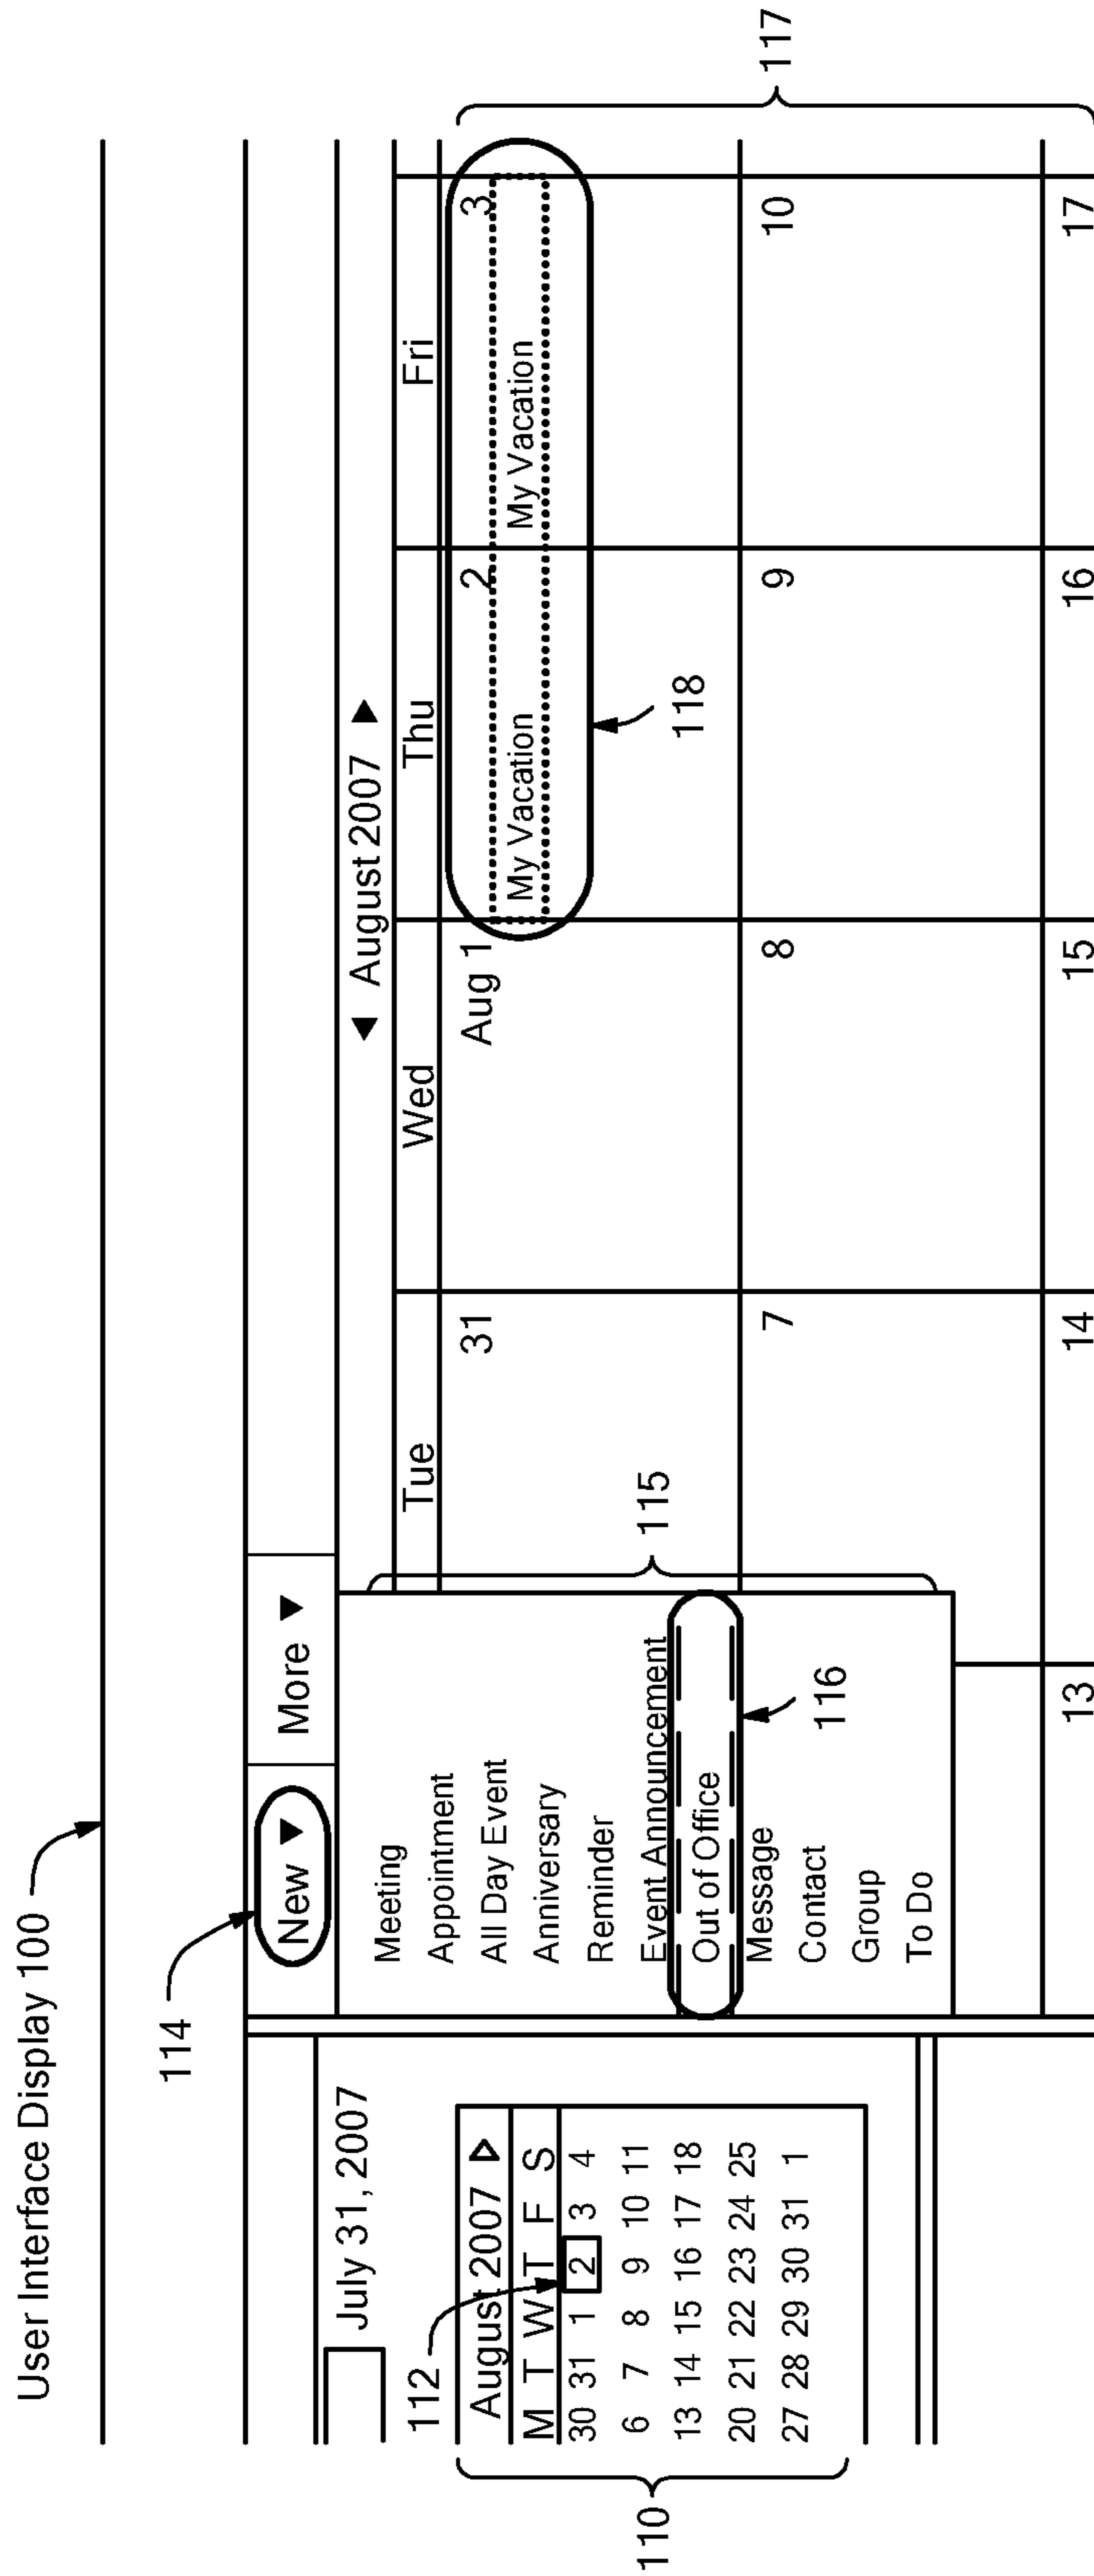 User Interface Display 100
114
New ▼ More ▼
July 31, 2007
◄ August 2007 ►
Tue Wed Thu Fri
112
August 2007 ▷
M T W T F S
30 31 1 2 3 4
6 7 8 9 10 11
13 14 15 16 17 18
20 21 22 23 24 25
27 28 29 30 31 1
110
Meeting
Appointment
All Day Event
Anniversary
Reminder
Event Announcement
Out of Office
Message
Contact
Group
To Do
115
116
31 Aug 1 2 3
My Vacation My Vacation
118
117
7 8 9 10
13 14 15 16 17